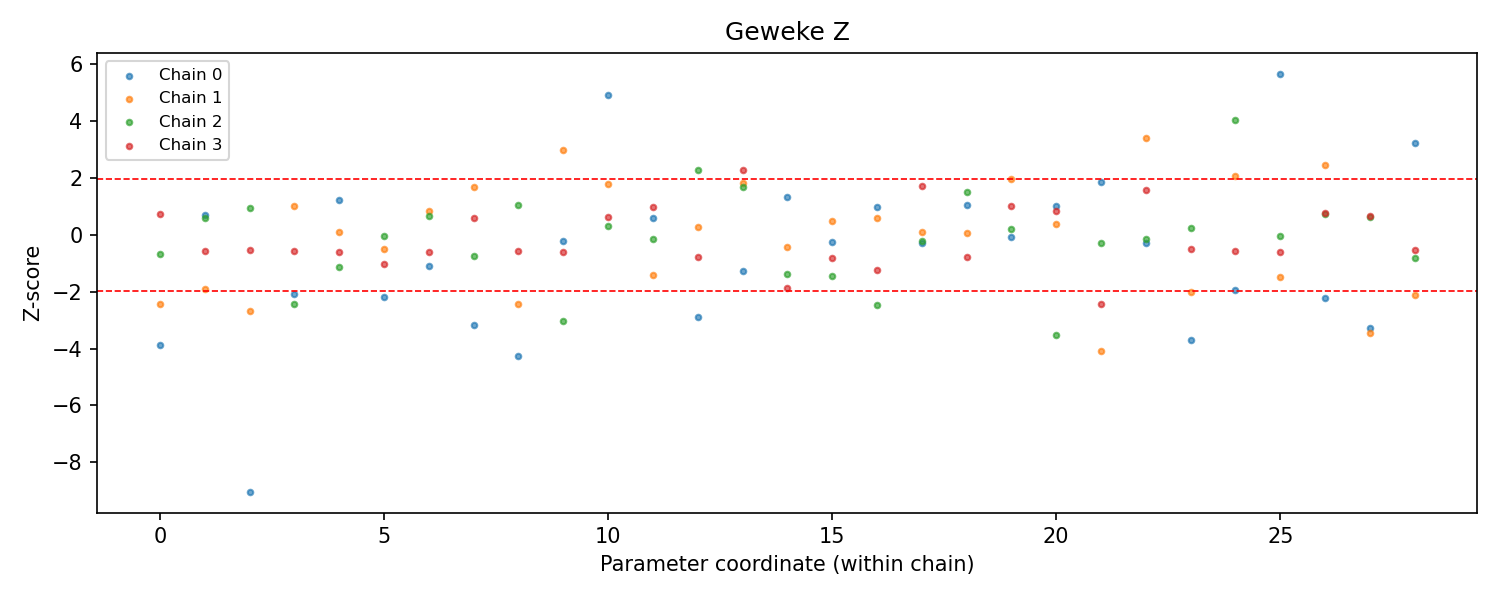 Geweke Z
6
4
2
0
−2
−4
−6
−8
Z-score
Chain 0
Chain 1
Chain 2
Chain 3
0 5 10 15 20 25
Parameter coordinate (within chain)